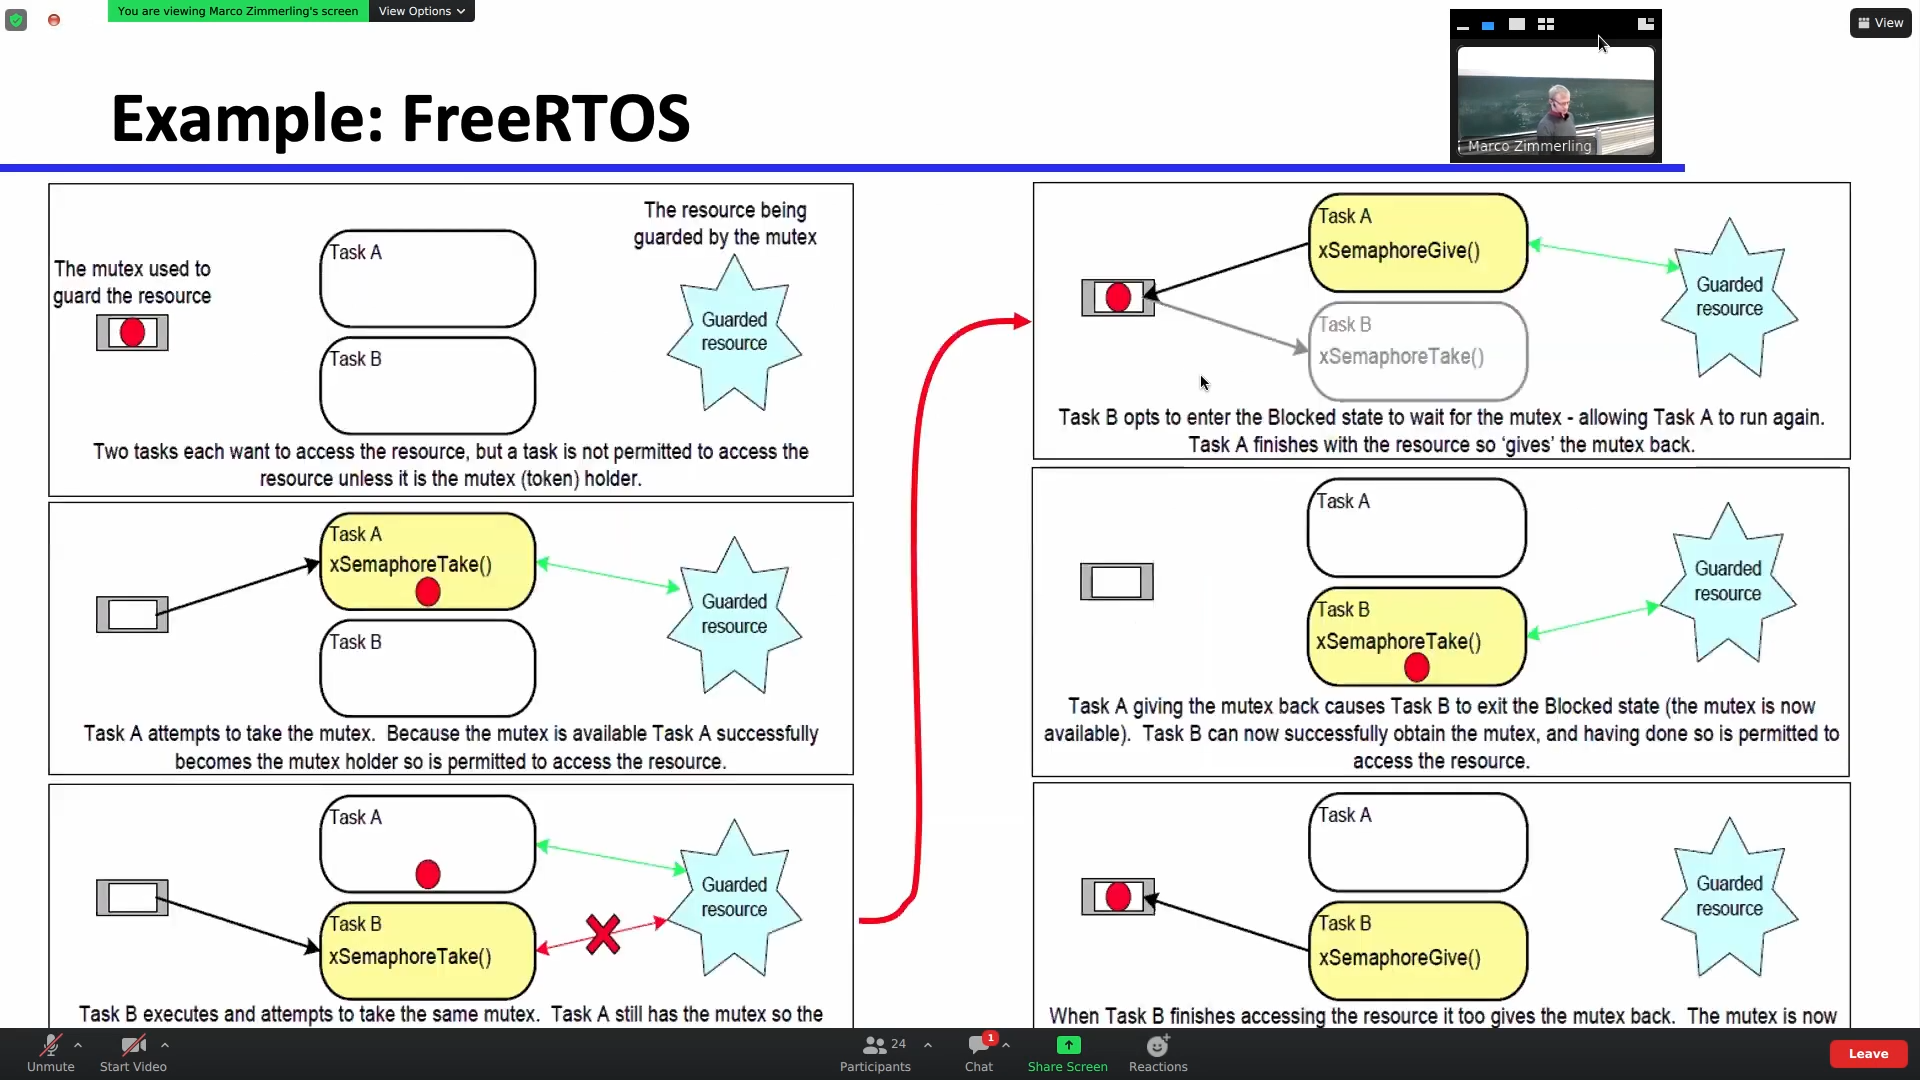 You are viewing Marco Zimmerling's screen
View Options
View
Marco Zimmerling
Example: FreeRTOS
The mutex used to
guard the resource
Task A
Task B
The resource being
guarded by the mutex
Guarded
resource
Two tasks each want to access the resource, but a task is not permitted to access the
resource unless it is the mutex (token) holder.
Task A
xSemaphoreTake()
Task B
Guarded
resource
Task A attempts to take the mutex. Because the mutex is available Task A successfully
becomes the mutex holder so is permitted to access the resource.
Task A
Task B
xSemaphoreTake()
Guarded
resource
Task B executes and attempts to take the same mutex. Task A still has the mutex so the
Task A
xSemaphoreGive()
Task B
xSemaphoreTake()
Guarded
resource
Task B opts to enter the Blocked state to wait for the mutex - allowing Task A to run again.
Task A finishes with the resource so 'gives' the mutex back.
Task A
Task B
xSemaphoreTake()
Guarded
resource
Task A giving the mutex back causes Task B to exit the Blocked state (the mutex is now
available). Task B can now successfully obtain the mutex, and having done so is permitted to
access the resource.
Task A
Task B
xSemaphoreGive()
Guarded
resource
When Task B finishes accessing the resource it too gives the mutex back. The mutex is now
Unmute
Start Video
24
Participants
1
Chat
Share Screen
Reactions
Leave